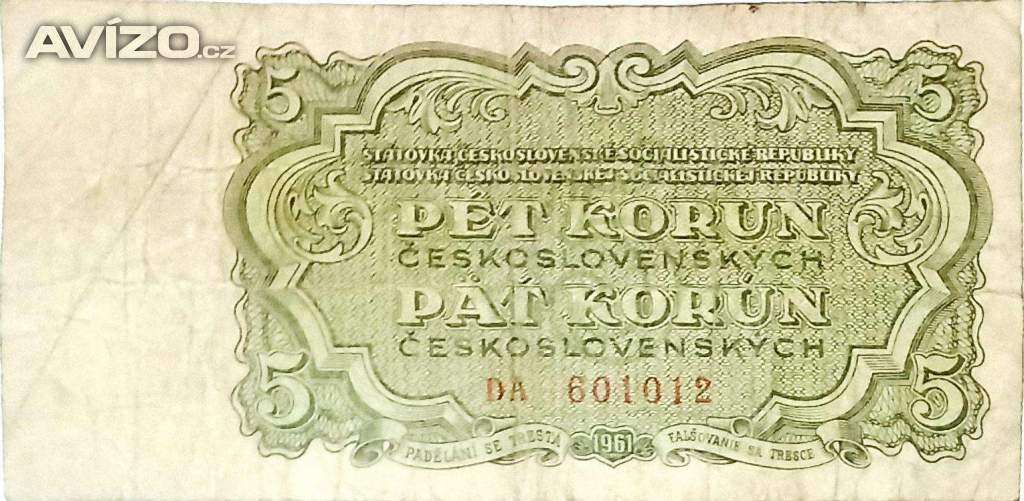 AVÍZO.cz
5 5
STÁTOVKA ČESKOSLOVENSKÉ SOCIALISTICKÉ REPUBLIKY
ŠTÁTOVKA ČESKOSLOVENSKEJ SOCIALISTICKEJ REPUBLIKY
PĚT KORUN
ČESKOSLOVENSKÝCH
PÄŤ KORÚN
ČESKOSLOVENSKÝCH
5 5
DA 601012
PADĚLÁNÍ SE TRESTÁ 1961 FALŠOVANIE SA TRESCE